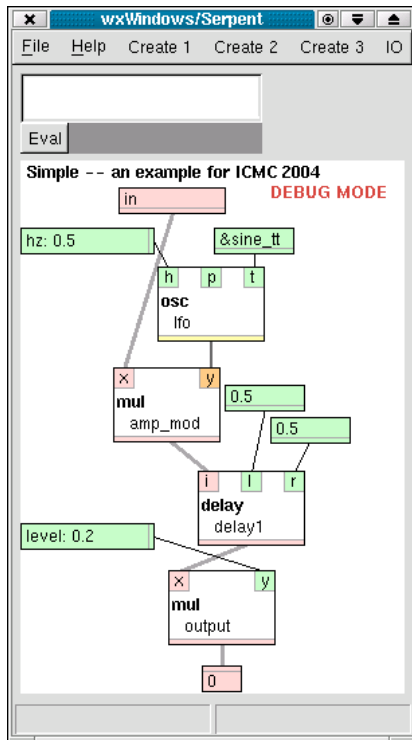 wxWindows/Serpent
File Help Create 1 Create 2 Create 3 IO
Eval
Simple -- an example for ICMC 2004
DEBUG MODE
in
hz: 0.5
&sine_tt
h p t
osc
lfo
x y
mul
amp_mod
0.5
0.5
i l r
delay
delay1
level: 0.2
x y
mul
output
0